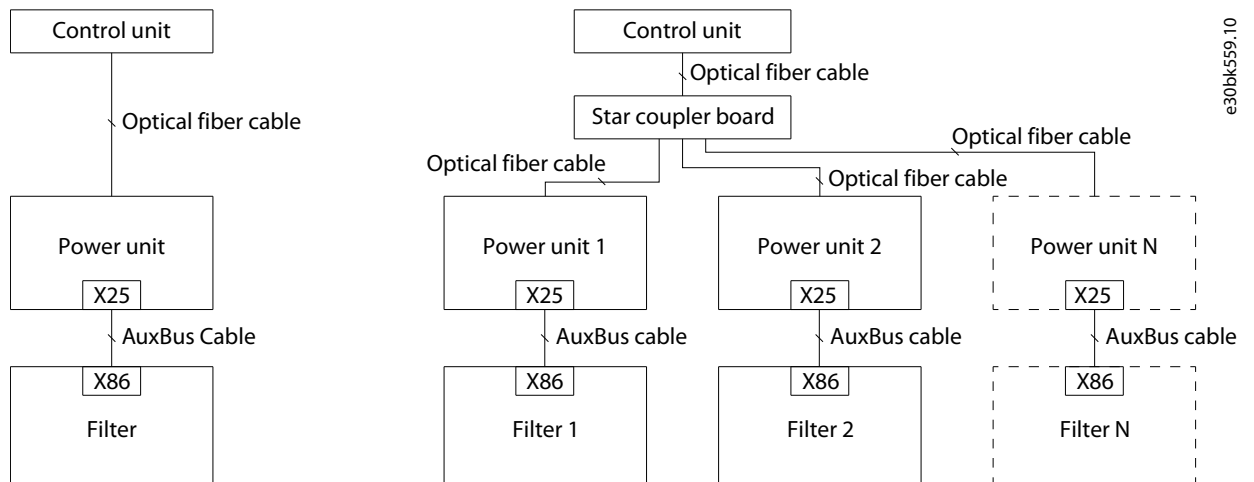 Control unit
Optical fiber cable
Power unit
X25
AuxBus Cable
X86
Filter
Control unit
Optical fiber cable
Star coupler board
Optical fiber cable
Optical fiber cable
Optical fiber cable
Power unit 1
X25
AuxBus cable
X86
Filter 1
Power unit 2
X25
AuxBus cable
X86
Filter 2
Power unit N
X25
AuxBus cable
X86
Filter N
e30bk559.10